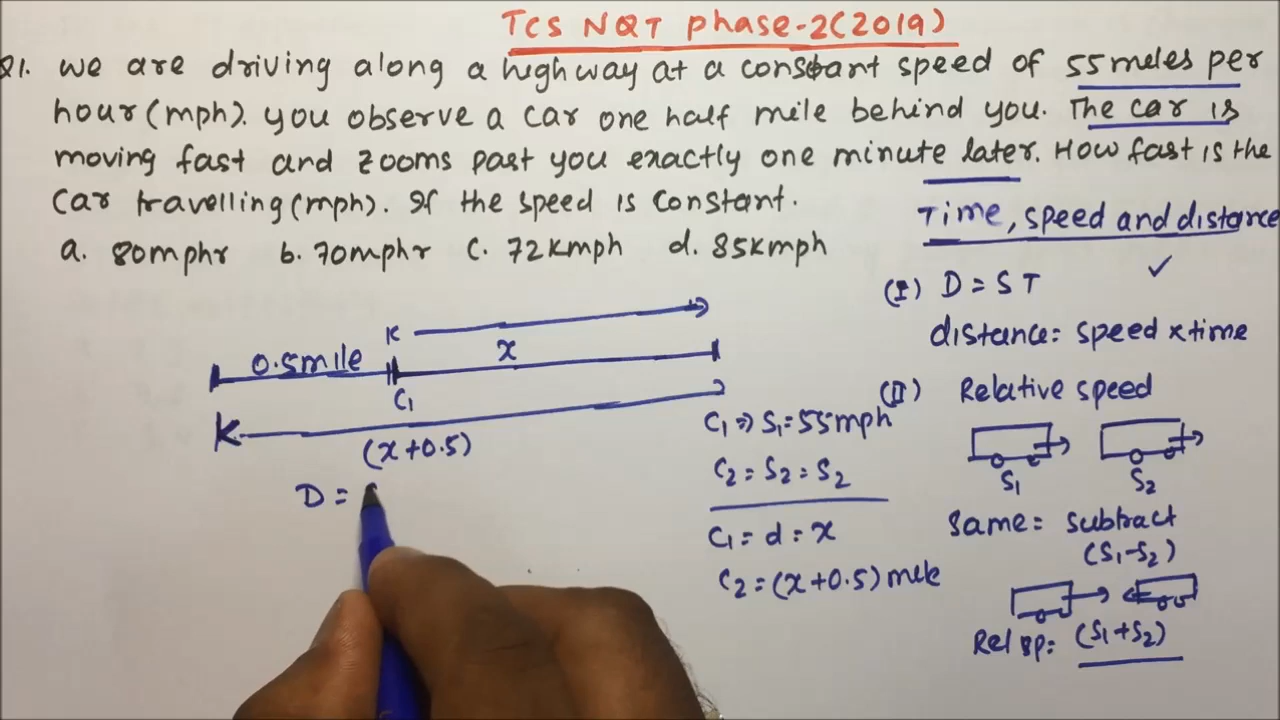 TCS NQT phase-2(2019)
Q1. we are driving along a highway at a constant speed of 55 meles per
hour(mph). you observe a car one half mile behind you. The car is
moving fast and zooms past you exactly one minute later. How fast is the
car travelling(mph). If the speed is constant.
a. 80mphr b. 70mphr c. 72kmph d. 85kmph
Time, speed and distance
(I) D = S T
distance: speed x time
(II) Relative speed
S1 S2
Same: subtract
(S1-S2)
Rel sp: (S1+S2)
0.5mile
x
C1
(x+0.5)
D =
C1 => S1 = 55mph
C2 = S2 = S2
C1 = d = x
C2 = (x+0.5) mele